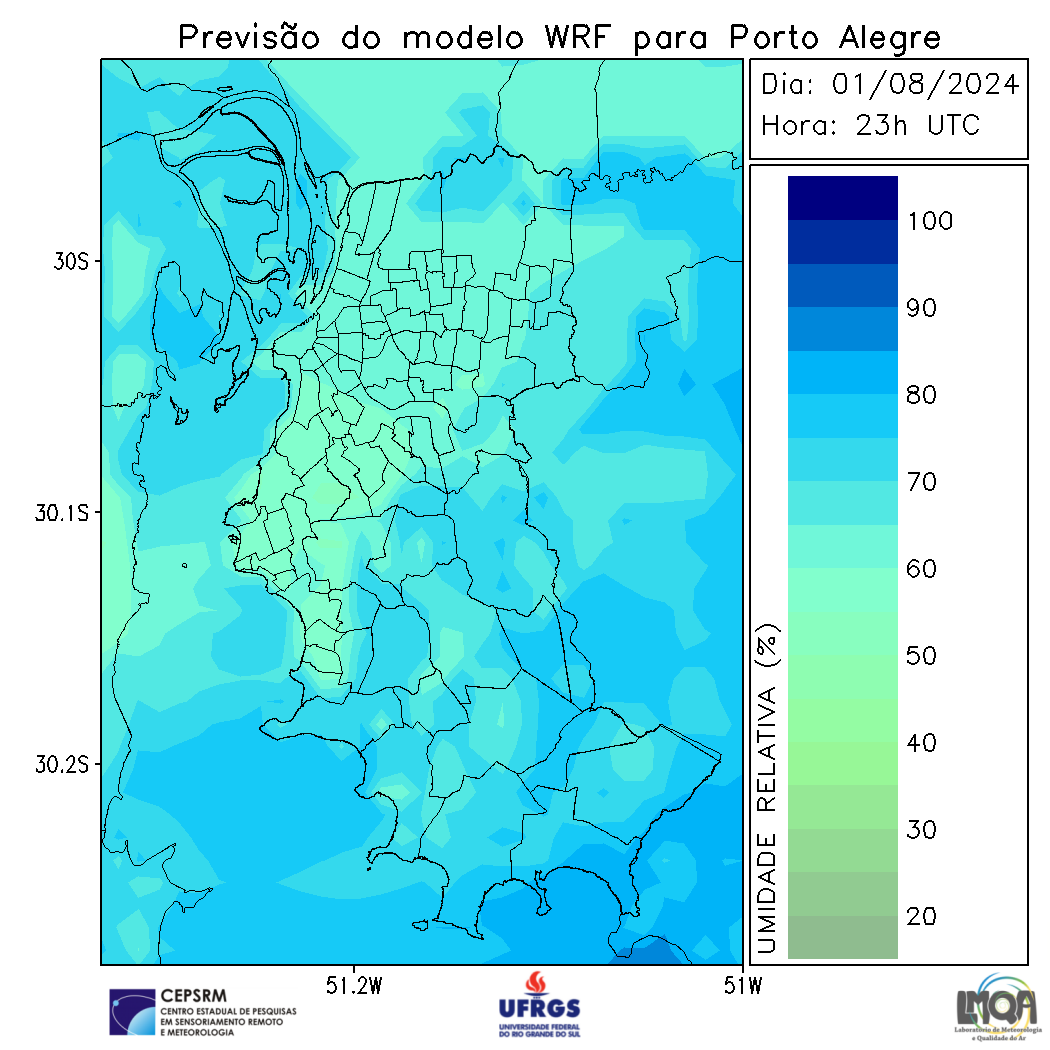 Previsão do modelo WRF para Porto Alegre
Dia: 01/08/2024
Hora: 23h UTC
30S
30.1S
30.2S
51.2W
51W
100
90
80
70
60
50
40
30
20
UMIDADE RELATIVA (%)
CEPSRM
CENTRO ESTADUAL DE PESQUISAS
EM SENSORIAMENTO REMOTO
E METEOROLOGIA
UFRGS
UNIVERSIDADE FEDERAL
DO RIO GRANDE DO SUL
LMQA
Laboratório de Meteorologia
e Qualidade do Ar